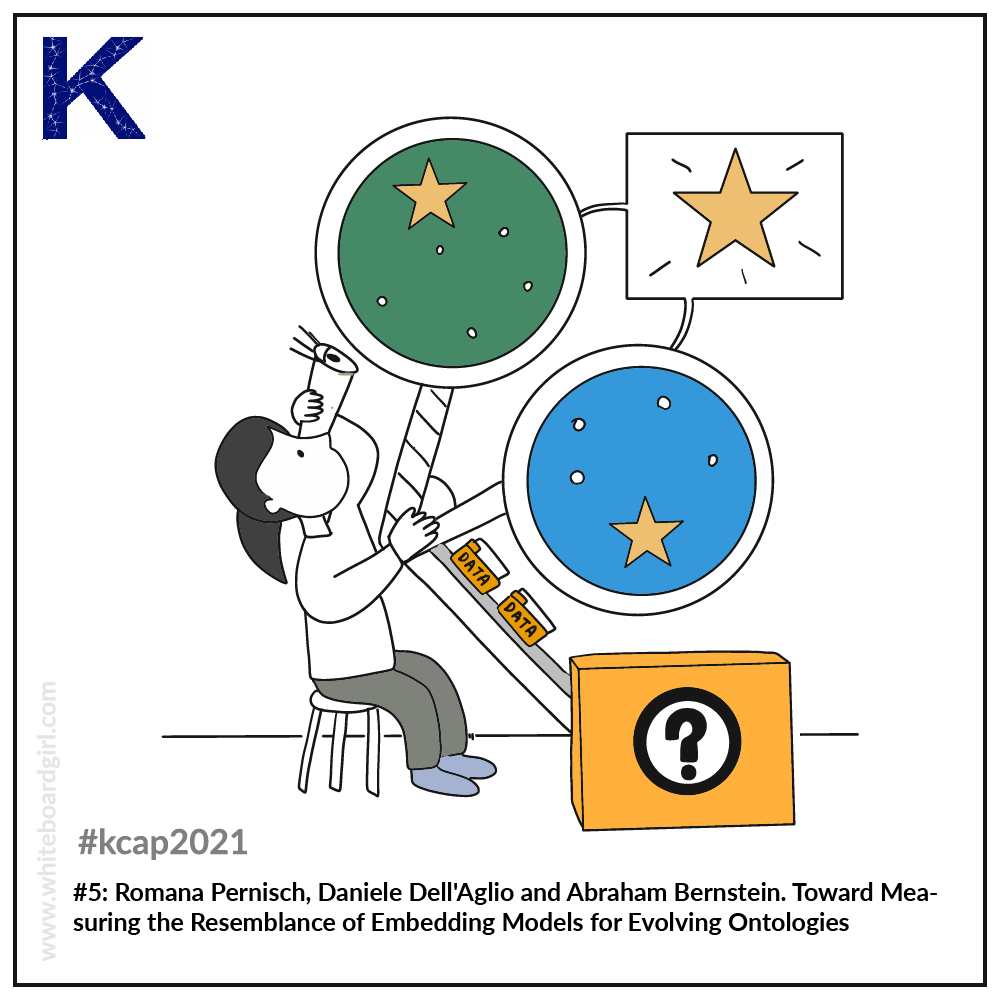 K
DATA
DATA
?
#kcap2021
#5: Romana Pernisch, Daniele Dell'Aglio and Abraham Bernstein. Toward Mea-
suring the Resemblance of Embedding Models for Evolving Ontologies
www.whiteboardgirl.com